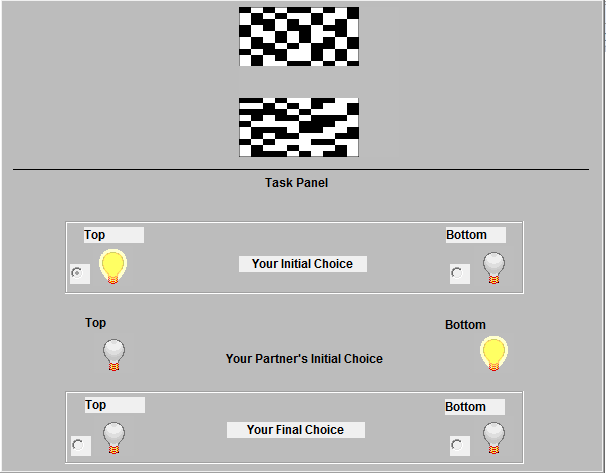 Task Panel
Top
Bottom
Your Initial Choice
Top
Bottom
Your Partner's Initial Choice
Top
Bottom
Your Final Choice